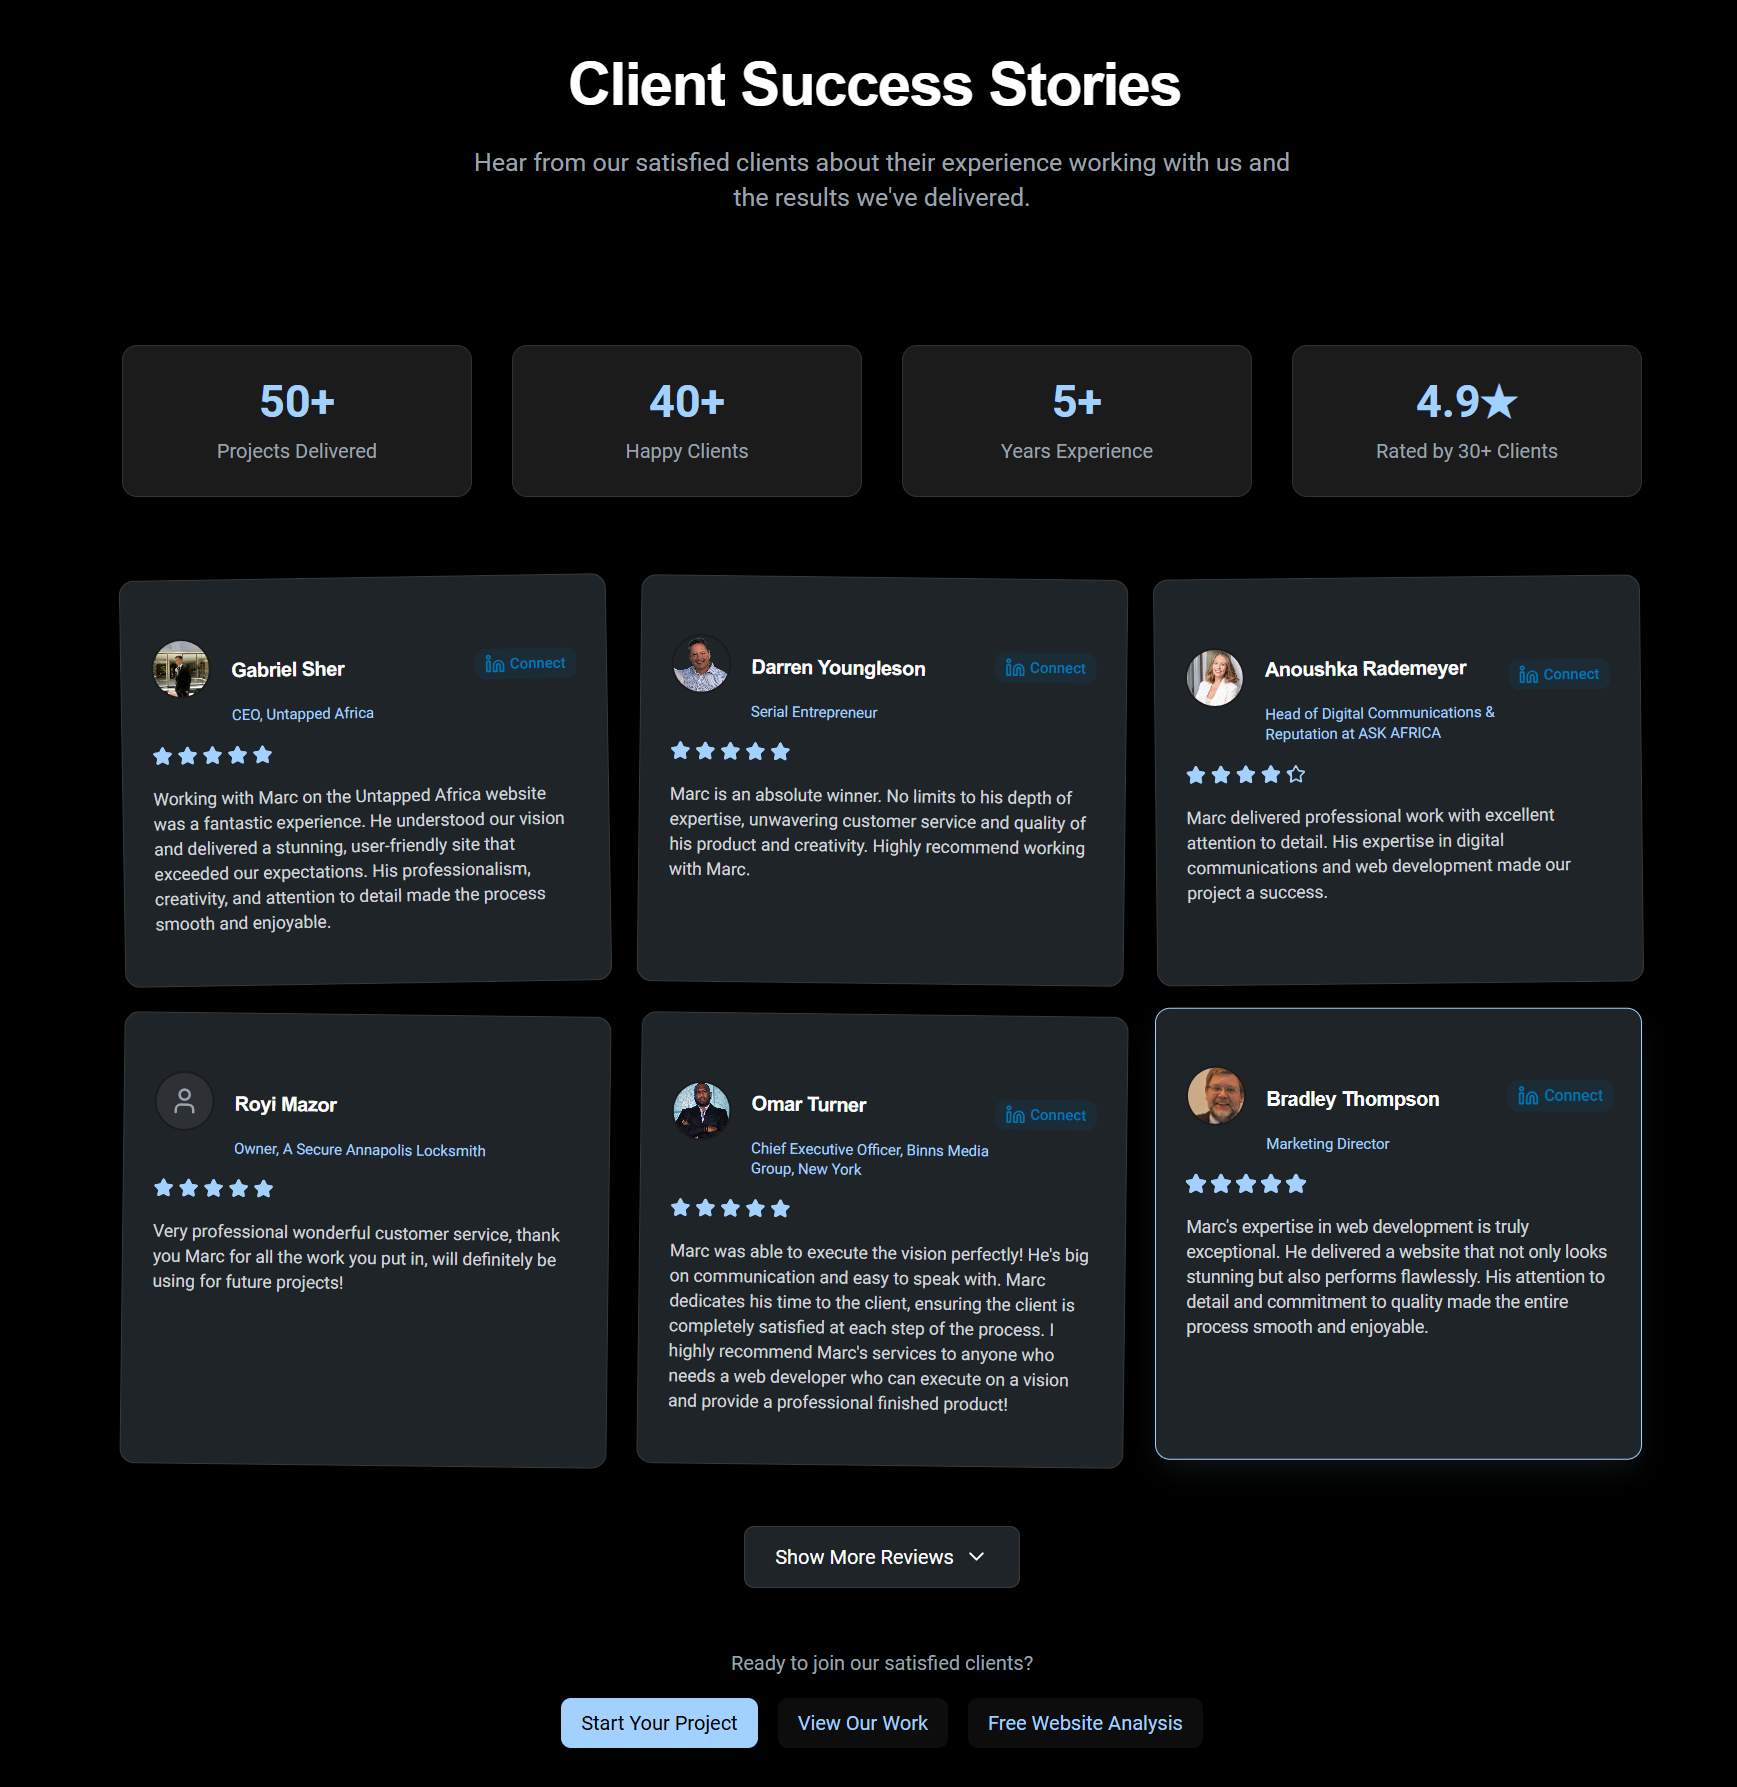 Client Success Stories
Hear from our satisfied clients about their experience working with us and
the results we've delivered.
50+
Projects Delivered
40+
Happy Clients
5+
Years Experience
4.9★
Rated by 30+ Clients
Gabriel Sher
Connect
CEO, Untapped Africa
Working with Marc on the Untapped Africa website
was a fantastic experience. He understood our vision
and delivered a stunning, user-friendly site that
exceeded our expectations. His professionalism,
creativity, and attention to detail made the process
smooth and enjoyable.
Darren Youngleson
Connect
Serial Entrepreneur
Marc is an absolute winner. No limits to his depth of
expertise, unwavering customer service and quality of
his product and creativity. Highly recommend working
with Marc.
Anoushka Rademeyer
Connect
Head of Digital Communications &
Reputation at ASK AFRICA
Marc delivered professional work with excellent
attention to detail. His expertise in digital
communications and web development made our
project a success.
Royi Mazor
Owner, A Secure Annapolis Locksmith
Very professional wonderful customer service, thank
you Marc for all the work you put in, will definitely be
using for future projects!
Omar Turner
Connect
Chief Executive Officer, Binns Media
Group, New York
Marc was able to execute the vision perfectly! He's big
on communication and easy to speak with. Marc
dedicates his time to the client, ensuring the client is
completely satisfied at each step of the process. I
highly recommend Marc's services to anyone who
needs a web developer who can execute on a vision
and provide a professional finished product!
Bradley Thompson
Connect
Marketing Director
Marc's expertise in web development is truly
exceptional. He delivered a website that not only looks
stunning but also performs flawlessly. His attention to
detail and commitment to quality made the entire
process smooth and enjoyable.
Show More Reviews
Ready to join our satisfied clients?
Start Your Project
View Our Work
Free Website Analysis